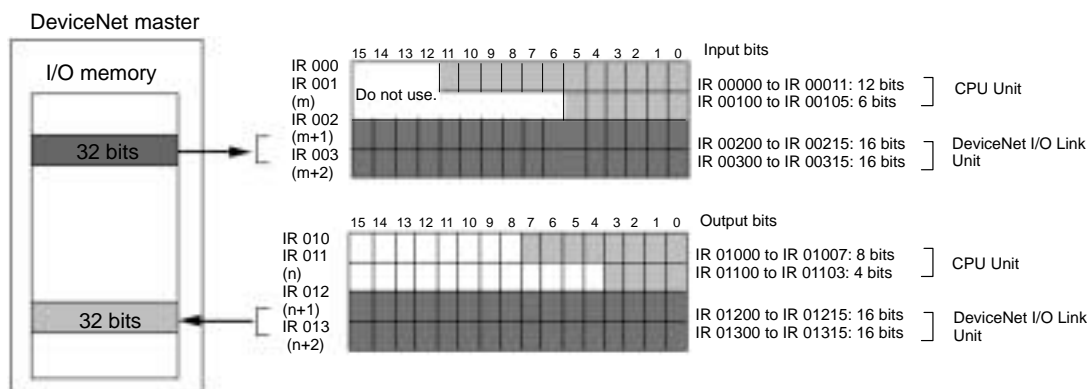 DeviceNet master
I/O memory
32 bits
32 bits
15 14 13 12 11 10 9 8 7 6 5 4 3 2 1 0
Input bits
IR 000
IR 001
(m)
IR 002
(m+1)
IR 003
(m+2)
Do not use.
IR 00000 to IR 00011: 12 bits
IR 00100 to IR 00105: 6 bits
CPU Unit
IR 00200 to IR 00215: 16 bits
IR 00300 to IR 00315: 16 bits
DeviceNet I/O Link
Unit
15 14 13 12 11 10 9 8 7 6 5 4 3 2 1 0
Output bits
IR 010
IR 011
(n)
IR 012
(n+1)
IR 013
(n+2)
IR 01000 to IR 01007: 8 bits
IR 01100 to IR 01103: 4 bits
CPU Unit
IR 01200 to IR 01215: 16 bits
IR 01300 to IR 01315: 16 bits
DeviceNet I/O Link
Unit